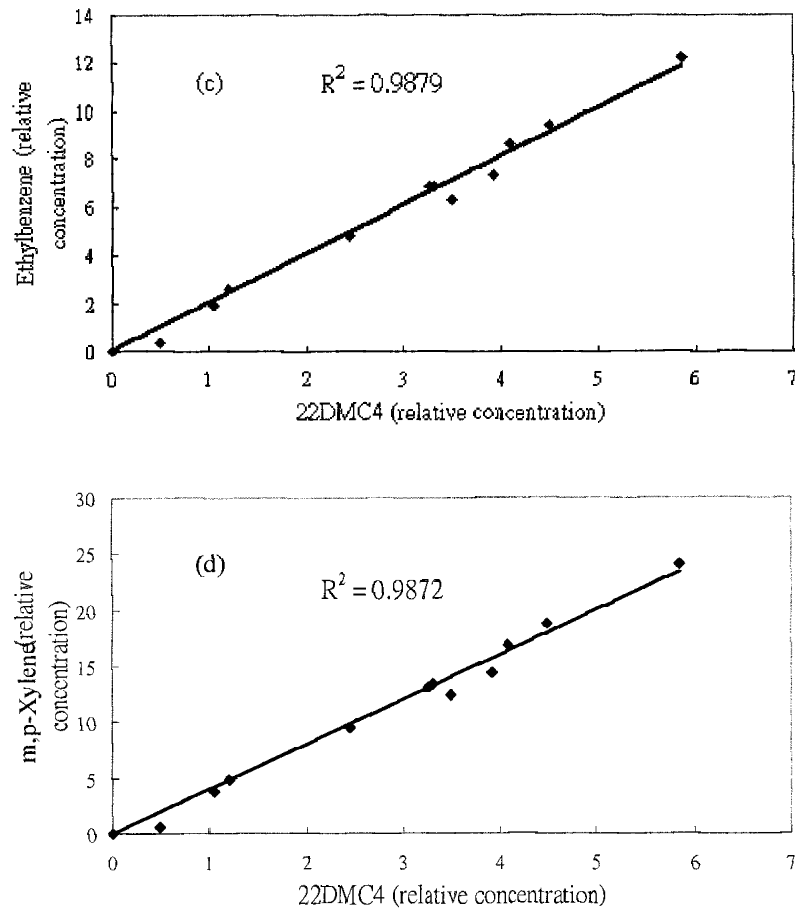 14
12
10
8
6
4
2
0
Ethylbenzene (relative
concentration)
(c)
R² = 0.9879
0 1 2 3 4 5 6 7
22DMC4 (relative concentration)
30
25
20
15
10
5
0
m,p-Xylene(relative
concentration)
(d)
R² = 0.9872
0 1 2 3 4 5 6 7
22DMC4 (relative concentration)